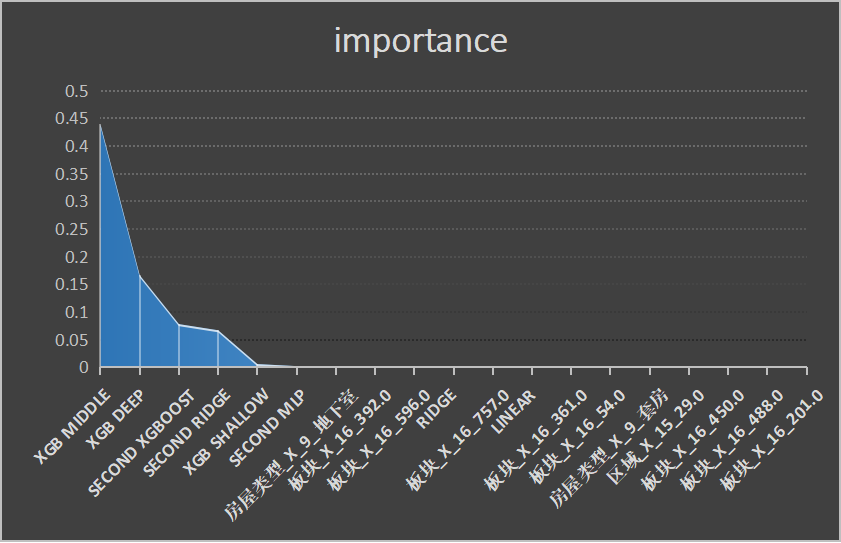 importance
0.5
0.45
0.4
0.35
0.3
0.25
0.2
0.15
0.1
0.05
0
XGB MIDDLE
XGB DEEP
SECOND XGBOOST
SECOND RIDGE
XGB SHALLOW
SECOND MLP
房屋类型_X_9_地下室
板块_X_16_392.0
板块_X_16_596.0
RIDGE
板块_X_16_757.0
LINEAR
板块_X_16_361.0
板块_X_16_54.0
房屋类型_X_9_套房
区域_X_15_29.0
板块_X_16_450.0
板块_X_16_488.0
板块_X_16_201.0